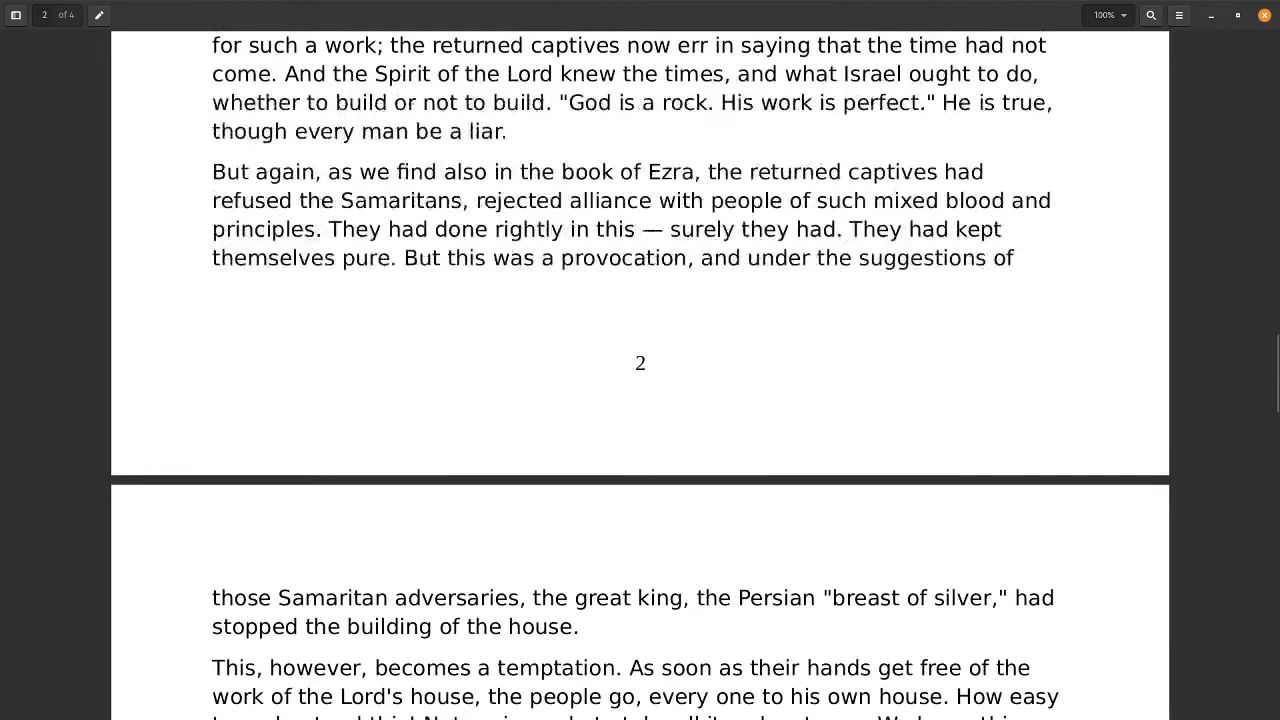 2 of 4
100%
for such a work; the returned captives now err in saying that the time had not
come. And the Spirit of the Lord knew the times, and what Israel ought to do,
whether to build or not to build. "God is a rock. His work is perfect." He is true,
though every man be a liar.
But again, as we find also in the book of Ezra, the returned captives had
refused the Samaritans, rejected alliance with people of such mixed blood and
principles. They had done rightly in this — surely they had. They had kept
themselves pure. But this was a provocation, and under the suggestions of
2
those Samaritan adversaries, the great king, the Persian "breast of silver," had
stopped the building of the house.
This, however, becomes a temptation. As soon as their hands get free of the
work of the Lord's house, the people go, every one to his own house. How easy